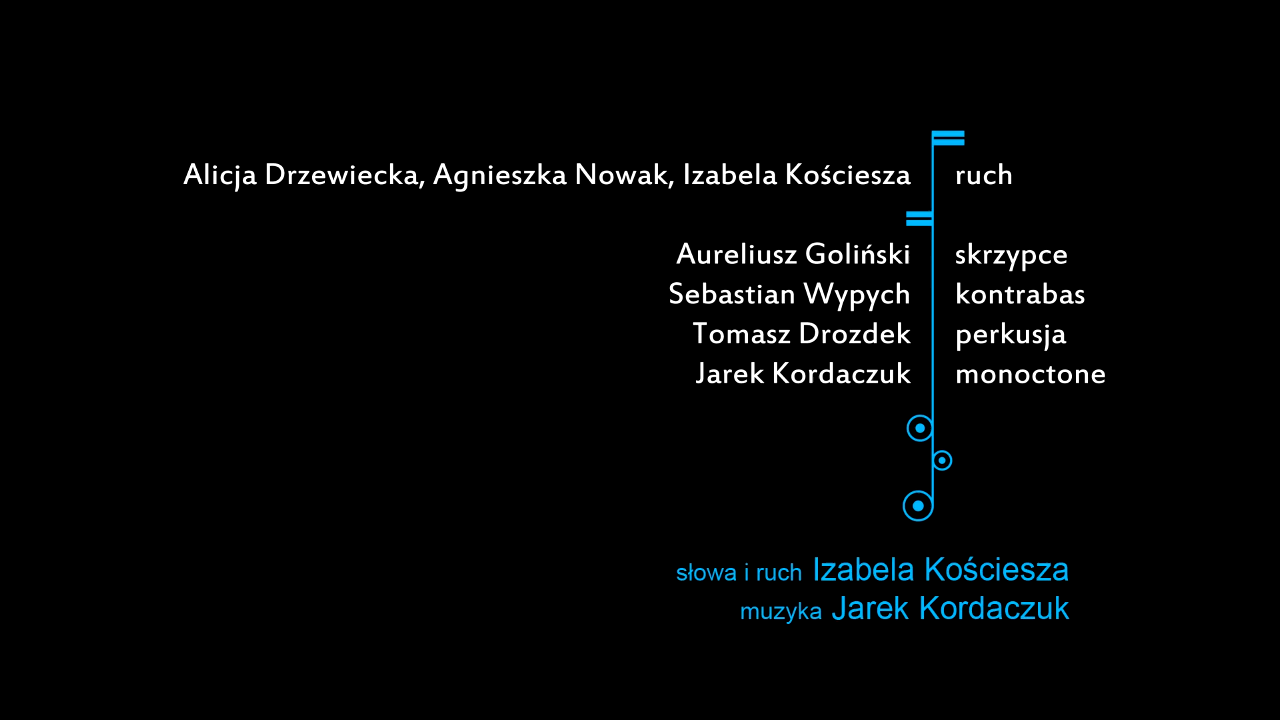 Alicja Drzewiecka, Agnieszka Nowak, Izabela Kościesza ruch
Aureliusz Goliński skrzypce
Sebastian Wypych kontrabas
Tomasz Drozdek perkusja
Jarek Kordaczuk monoctone
słowa i ruch Izabela Kościesza
muzyka Jarek Kordaczuk